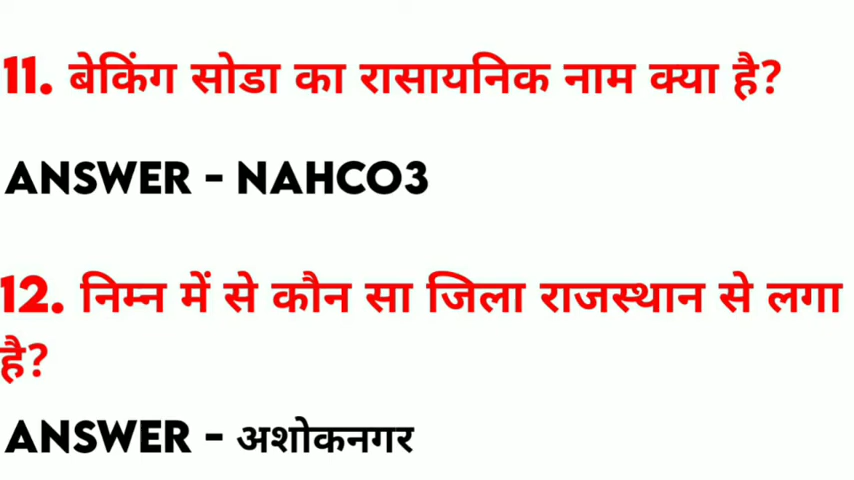 11. बेकिंग सोडा का रासायनिक नाम क्या है?
ANSWER - NAHCO3
12. निम्न में से कौन सा जिला राजस्थान से लगा
है?
ANSWER - अशोकनगर